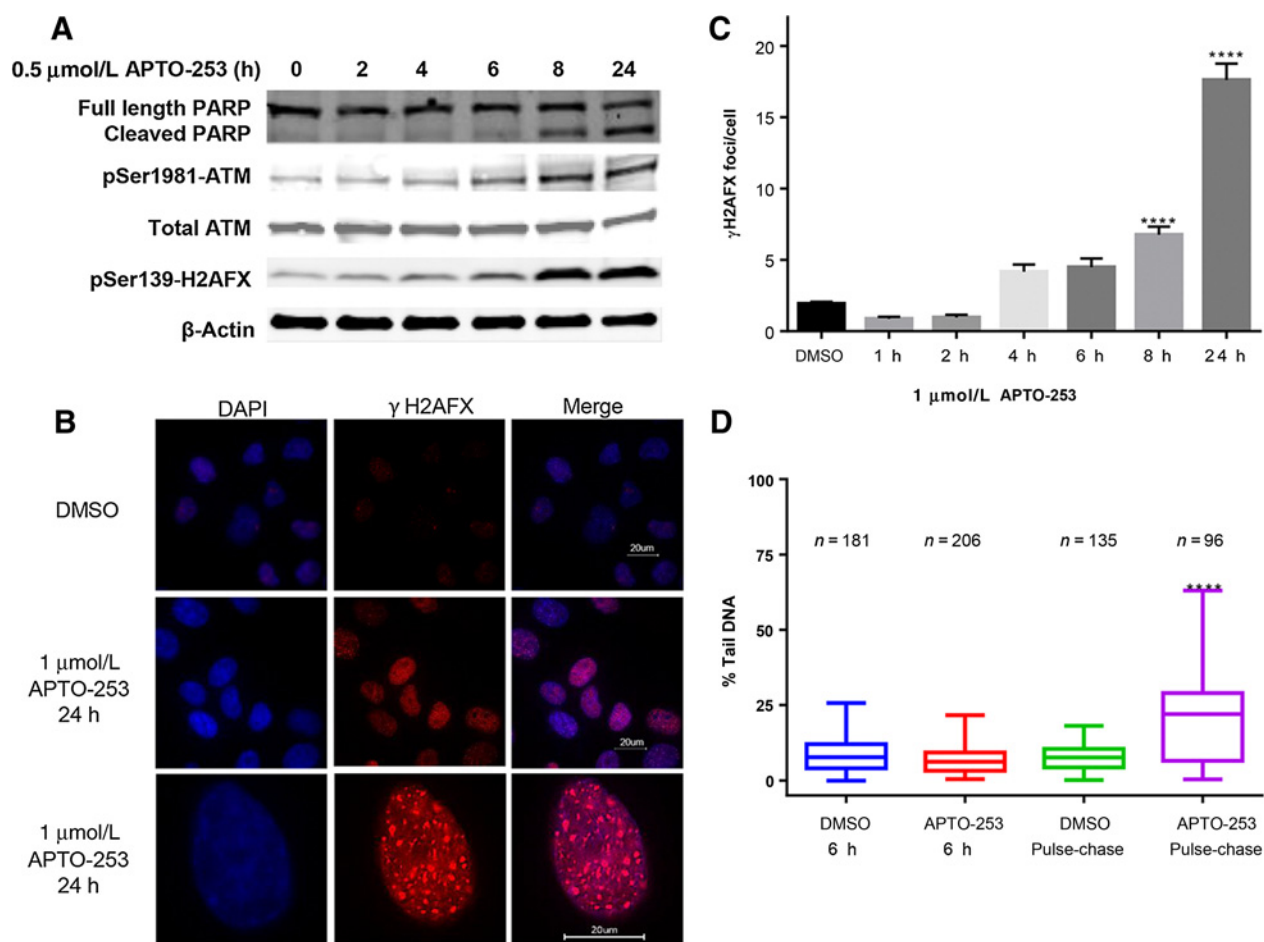 A
0.5 μmol/L APTO-253 (h) 0 2 4 6 8 24
Full length PARP
Cleaved PARP
pSer1981-ATM
Total ATM
pSer139-H2AFX
β-Actin
B
DAPI γ H2AFX Merge
DMSO
20um
1 μmol/L
APTO-253
24 h
20um
1 μmol/L
APTO-253
24 h
20um
C
γH2AFX foci/cell
20
15
10
5
0
****
****
DMSO 1 h 2 h 4 h 6 h 8 h 24 h
1 μmol/L APTO-253
D
% Tail DNA
100
75
50
25
0
n = 181 n = 206 n = 135 n = 96
****
DMSO APTO-253 DMSO APTO-253
6 h 6 h Pulse-chase Pulse-chase